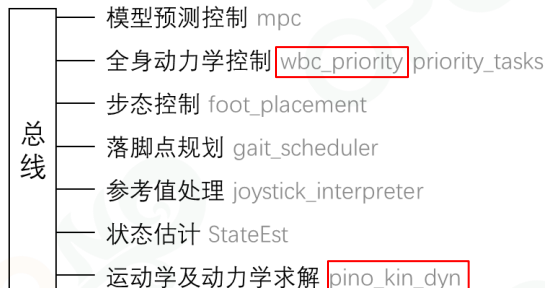 总线
模型预测控制 mpc
全身动力学控制 wbc_priority priority_tasks
步态控制 foot_placement
落脚点规划 gait_scheduler
参考值处理 joystick_interpreter
状态估计 StateEst
运动学及动力学求解 pino_kin_dyn